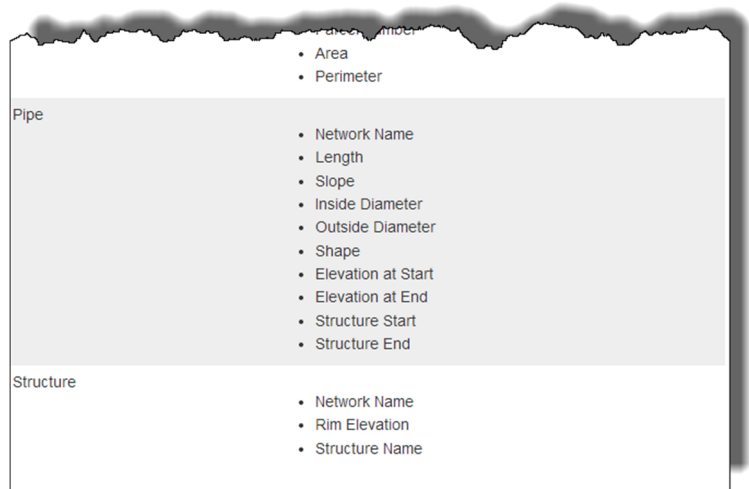 Area
Perimeter
Pipe
Network Name
Length
Slope
Inside Diameter
Outside Diameter
Shape
Elevation at Start
Elevation at End
Structure Start
Structure End
Structure
Network Name
Rim Elevation
Structure Name